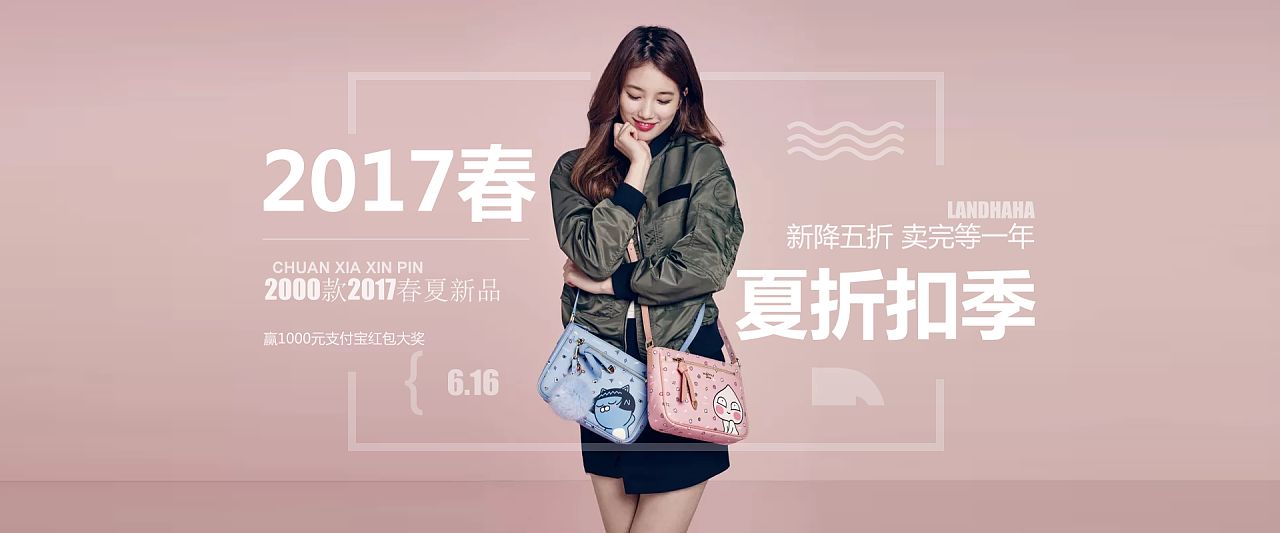 2017春
CHUAN XIA XIN PIN
2000款2017春夏新品
赢1000元支付宝红包大奖
{ 6.16
LANDHAHA
新降五折 卖完等一年
夏折扣季